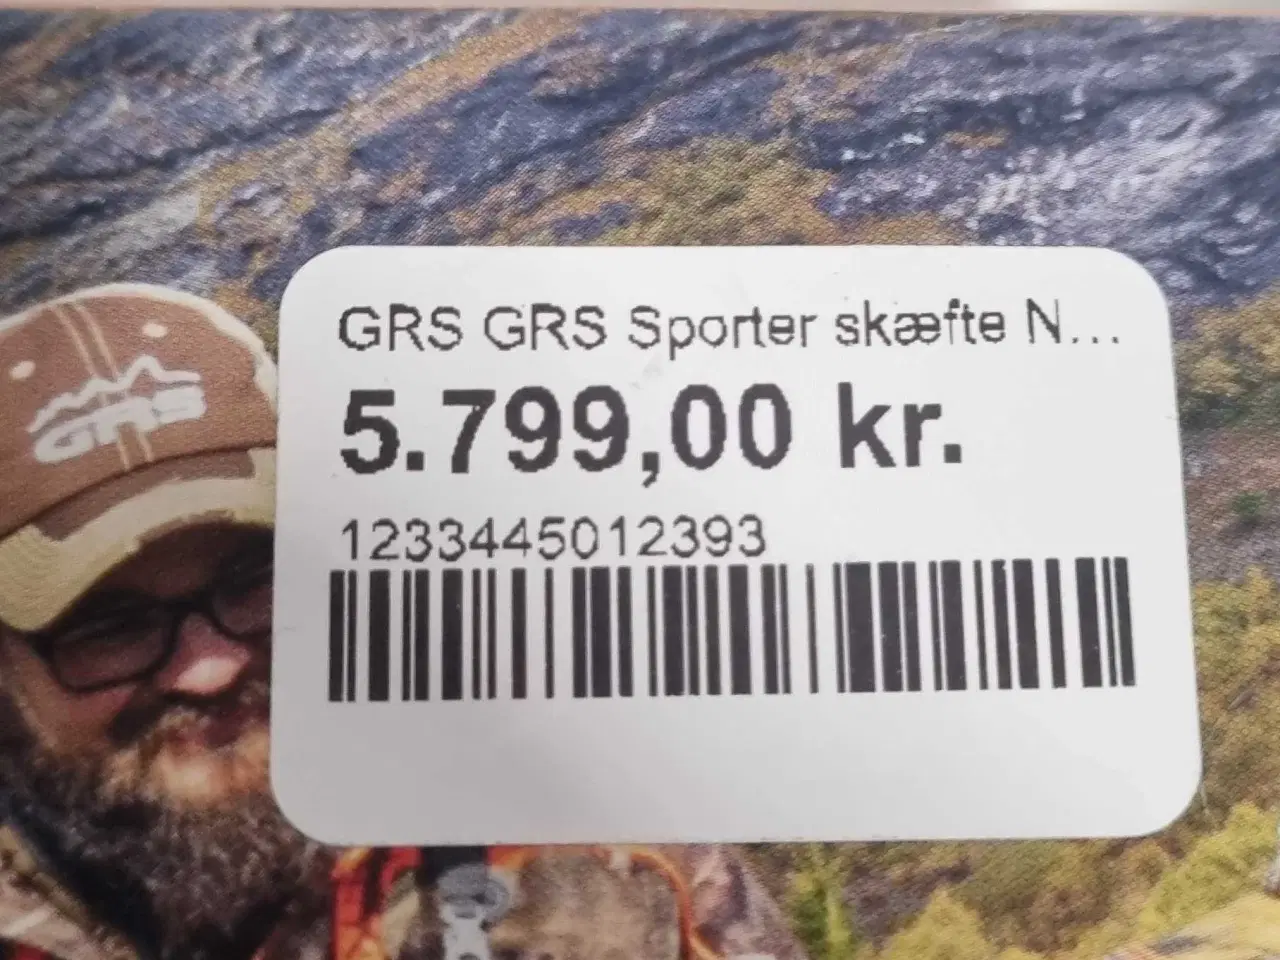 GRS
GRS GRS Sporter skæfte N...
5.799,00 kr.
1233445012393